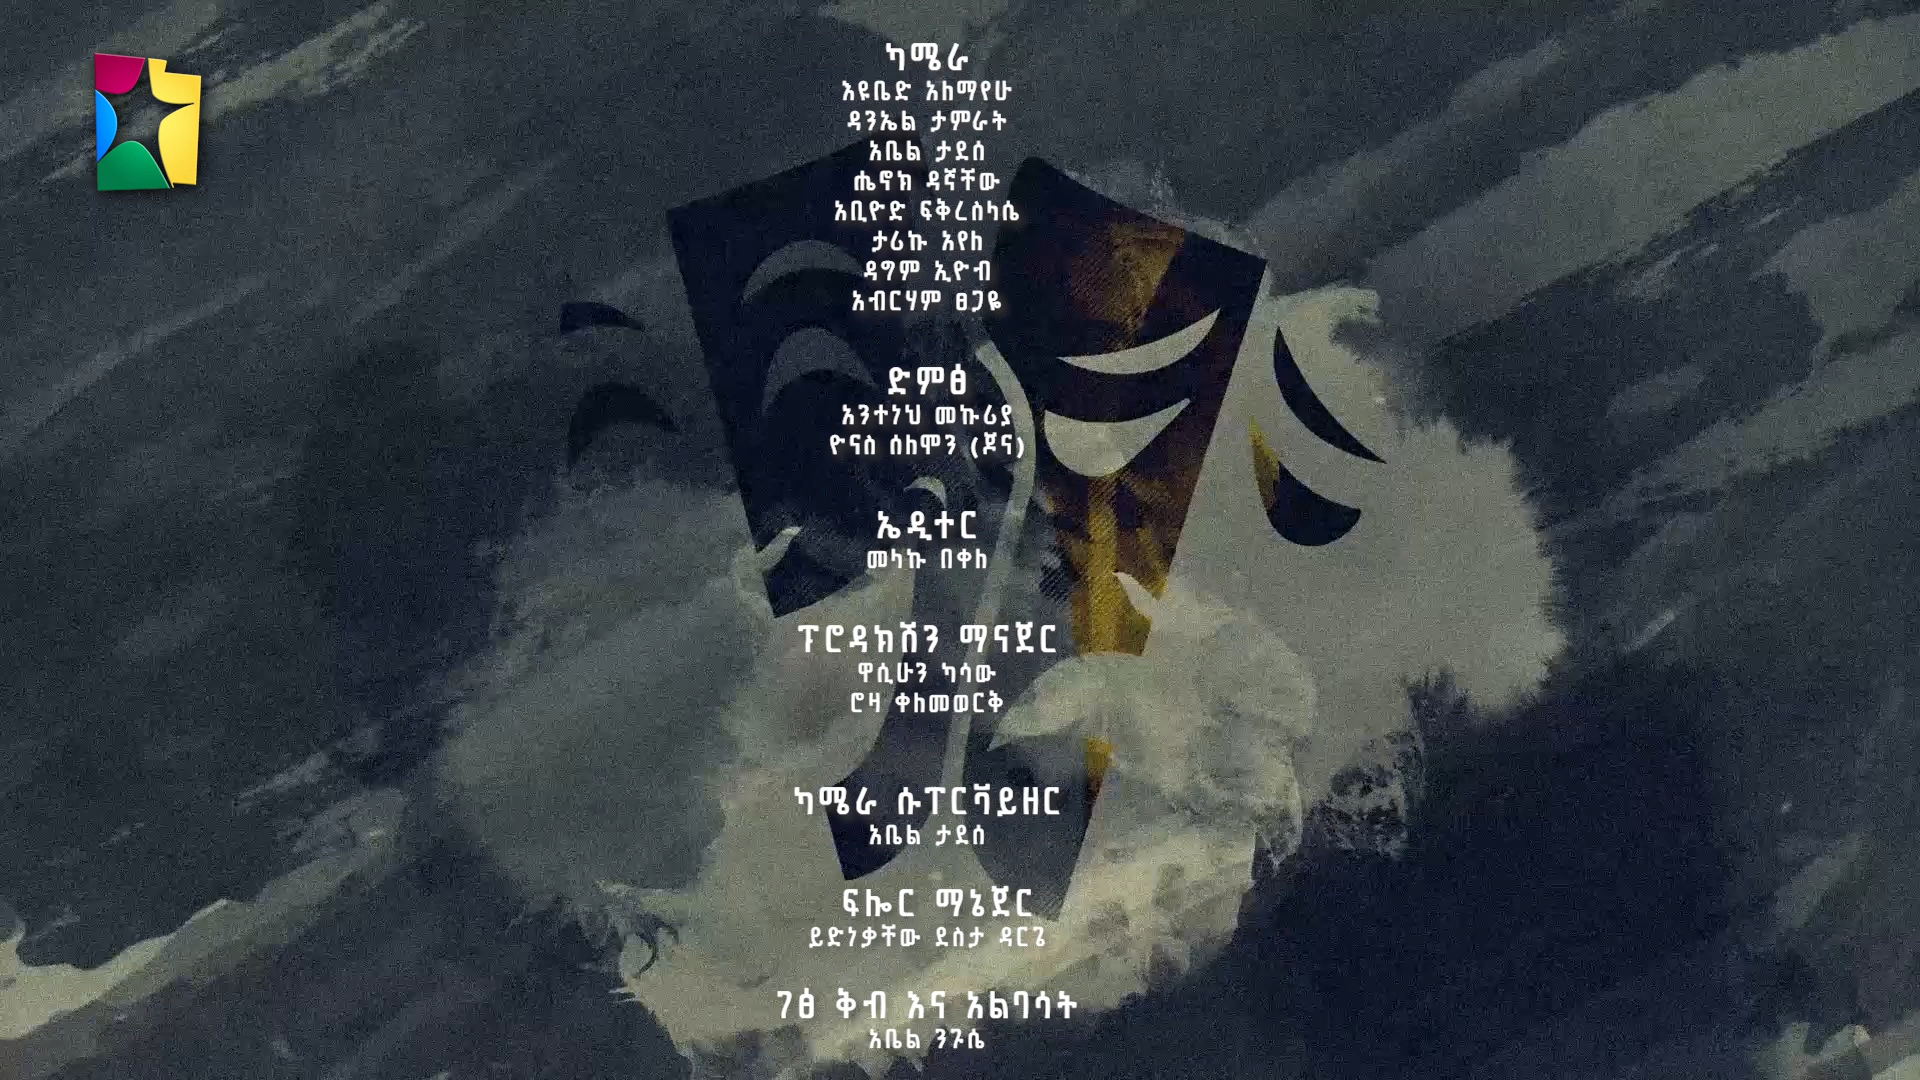 ካሜራ
እዩቤድ አለማየሁ
ዳንኤል ታምራት
አቤል ታደሰ
ሔኖክ ዳኛቸው
አቢዮድ ፍቅረስላሴ
ታሪኩ አየለ
ዳግም ኢዮብ
አብርሃም ፀጋዬ
ድምፅ
አንተነህ መኩሪያ
ዮናስ ሰለሞን (ጆና)
ኤዲተር
መላኩ በቀለ
ፕሮዳክሽን ማናጀር
ዋሲሁን ካሳው
ሮዛ ቀለመወርቅ
ካሜራ ሱፐርቫይዘር
አቤል ታደሰ
ፍሎር ማኔጀር
ይድነቃቸው ደስታ ዳርጌ
ገፅ ቅብ እና አልባሳት
አቤል ንጉሴ